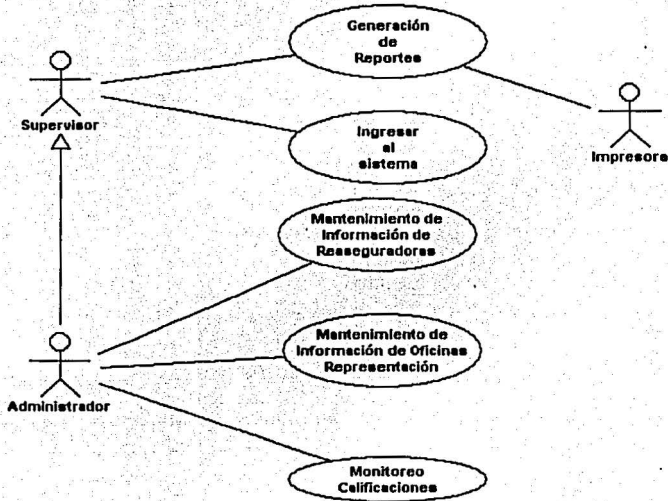 Generación
de
Reportes
Supervisor
Impresora
Ingresar
al
sistema
Mantenimiento de
Información de
Reaseguradoras
Mantenimiento de
Información de Oficinas
Representación
Administrador
Monitoreo
Calificaciones